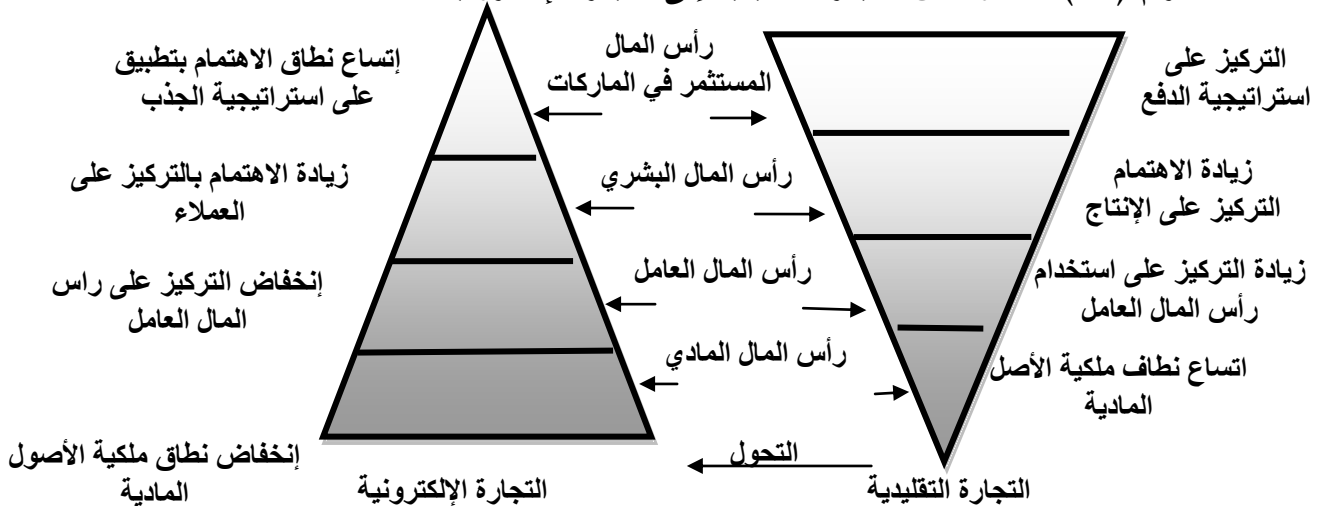 رأس المال
المستثمر في الماركات
التركيز على
استراتيجية الدفع
إتساع نطاق الاهتمام بتطبيق
على استراتيجية الجذب
زيادة الاهتمام
التركيز على الإنتاج
رأس المال البشري
زيادة الاهتمام بالتركيز على
العملاء
زيادة التركيز على استخدام
رأس المال العامل
رأس المال العامل
إنخفاض التركيز على راس
المال العامل
اتساع نطاف ملكية الأصل
المادية
رأس المال المادي
إنخفاض نطاق ملكية الأصول
المادية
التحول
التجارة التقليدية
التجارة الإلكترونية